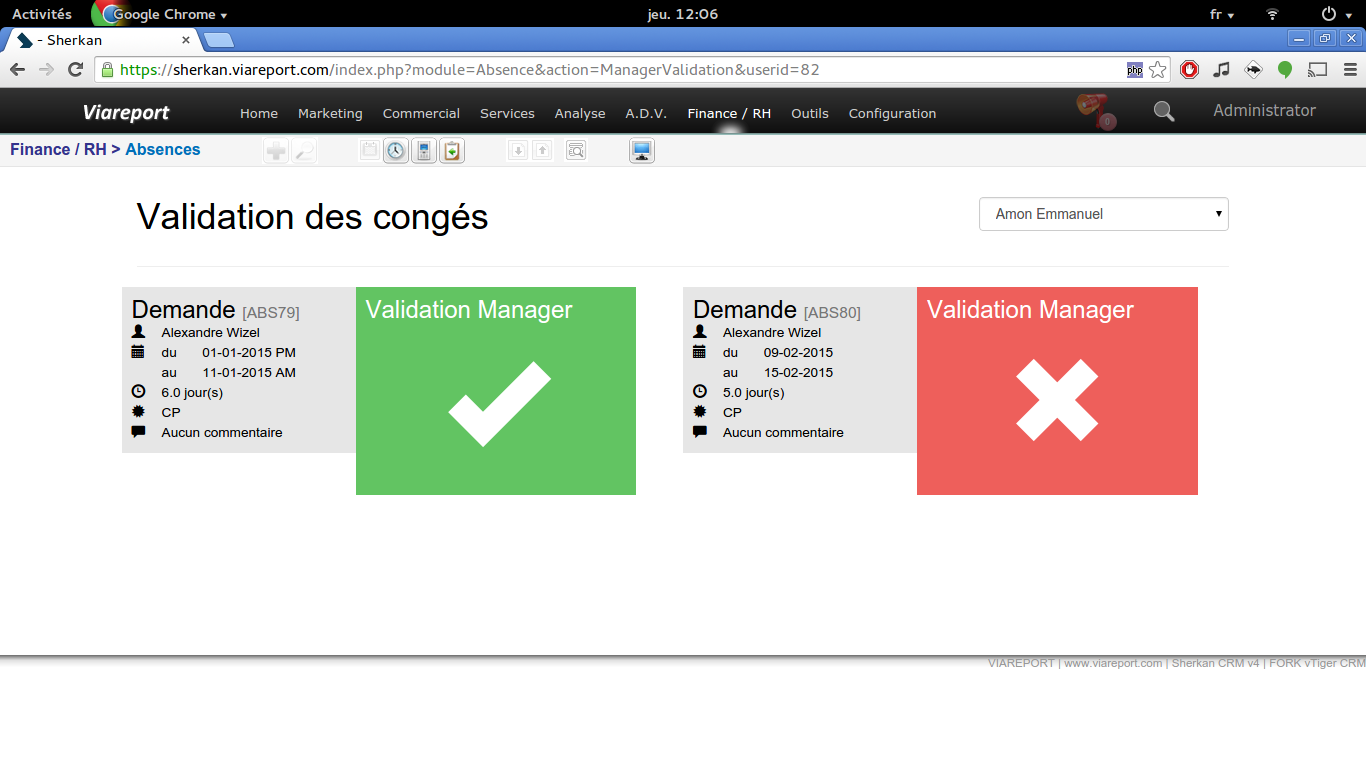 Activités Google Chrome jeu. 12:06 fr
- Sherkan
https://sherkan.viareport.com/index.php?module=Absence&action=ManagerValidation&userid=82 php
Viareport Home Marketing Commercial Services Analyse A.D.V. Finance / RH Outils Configuration 0 Administrator
Finance / RH > Absences
Validation des congés Amon Emmanuel
Demande [ABS79]
Alexandre Wizel
du 01-01-2015 PM
au 11-01-2015 AM
6.0 jour(s)
CP
Aucun commentaire
Validation Manager
Demande [ABS80]
Alexandre Wizel
du 09-02-2015
au 15-02-2015
5.0 jour(s)
CP
Aucun commentaire
Validation Manager
VIAREPORT | www.viareport.com | Sherkan CRM v4 | FORK vTiger CRM